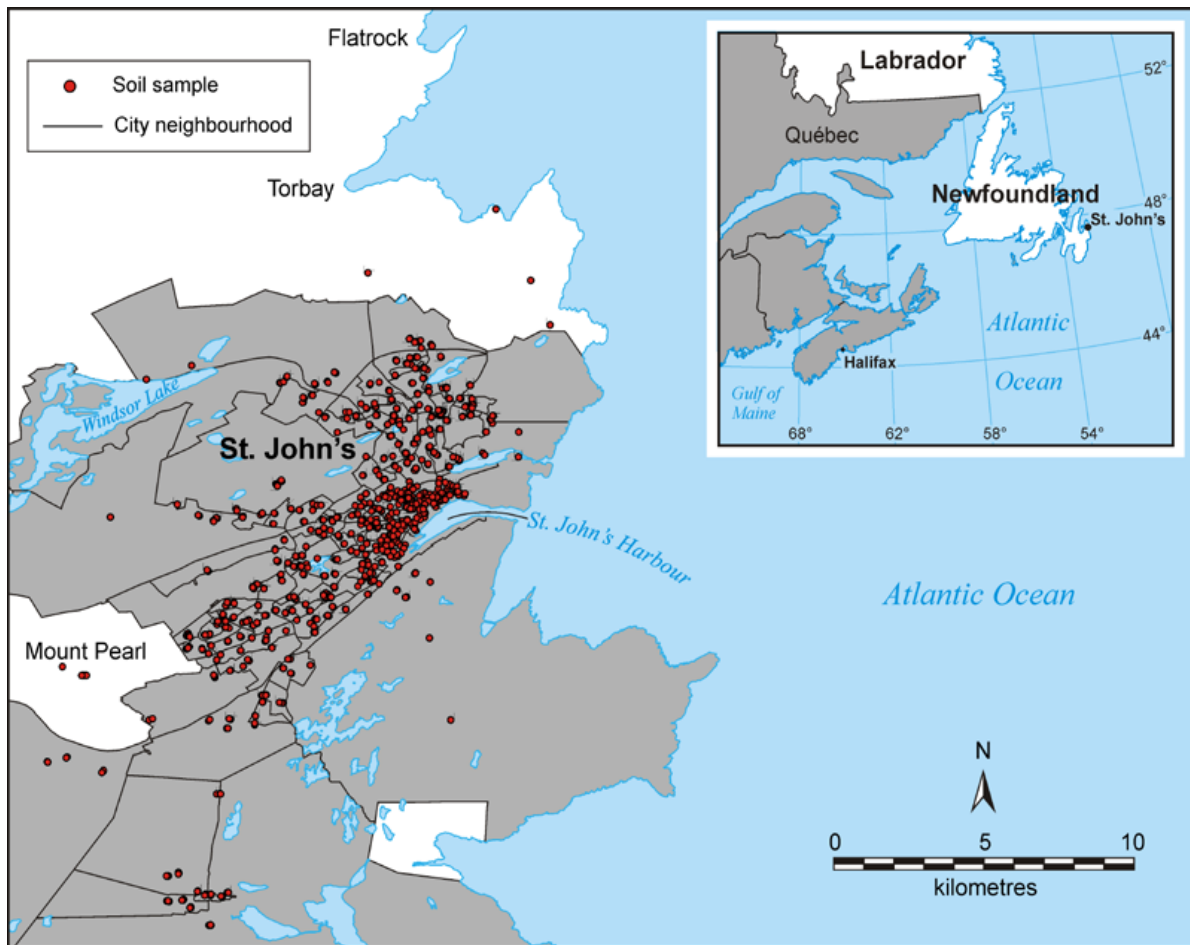 Flatrock
Soil sample
City neighbourhood
Torbay
Windsor Lake
St. John's
St. John's Harbour
Atlantic Ocean
Mount Pearl
Labrador
52°
Québec
Newfoundland
48°
St. John's
Atlantic
Ocean
44°
Halifax
Gulf of
Maine
68°
62°
58°
54°
N
0 5 10
kilometres